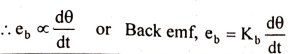 ∴ e_b ∝ dθ/dt or Back emf, e_b = K_b dθ/dt